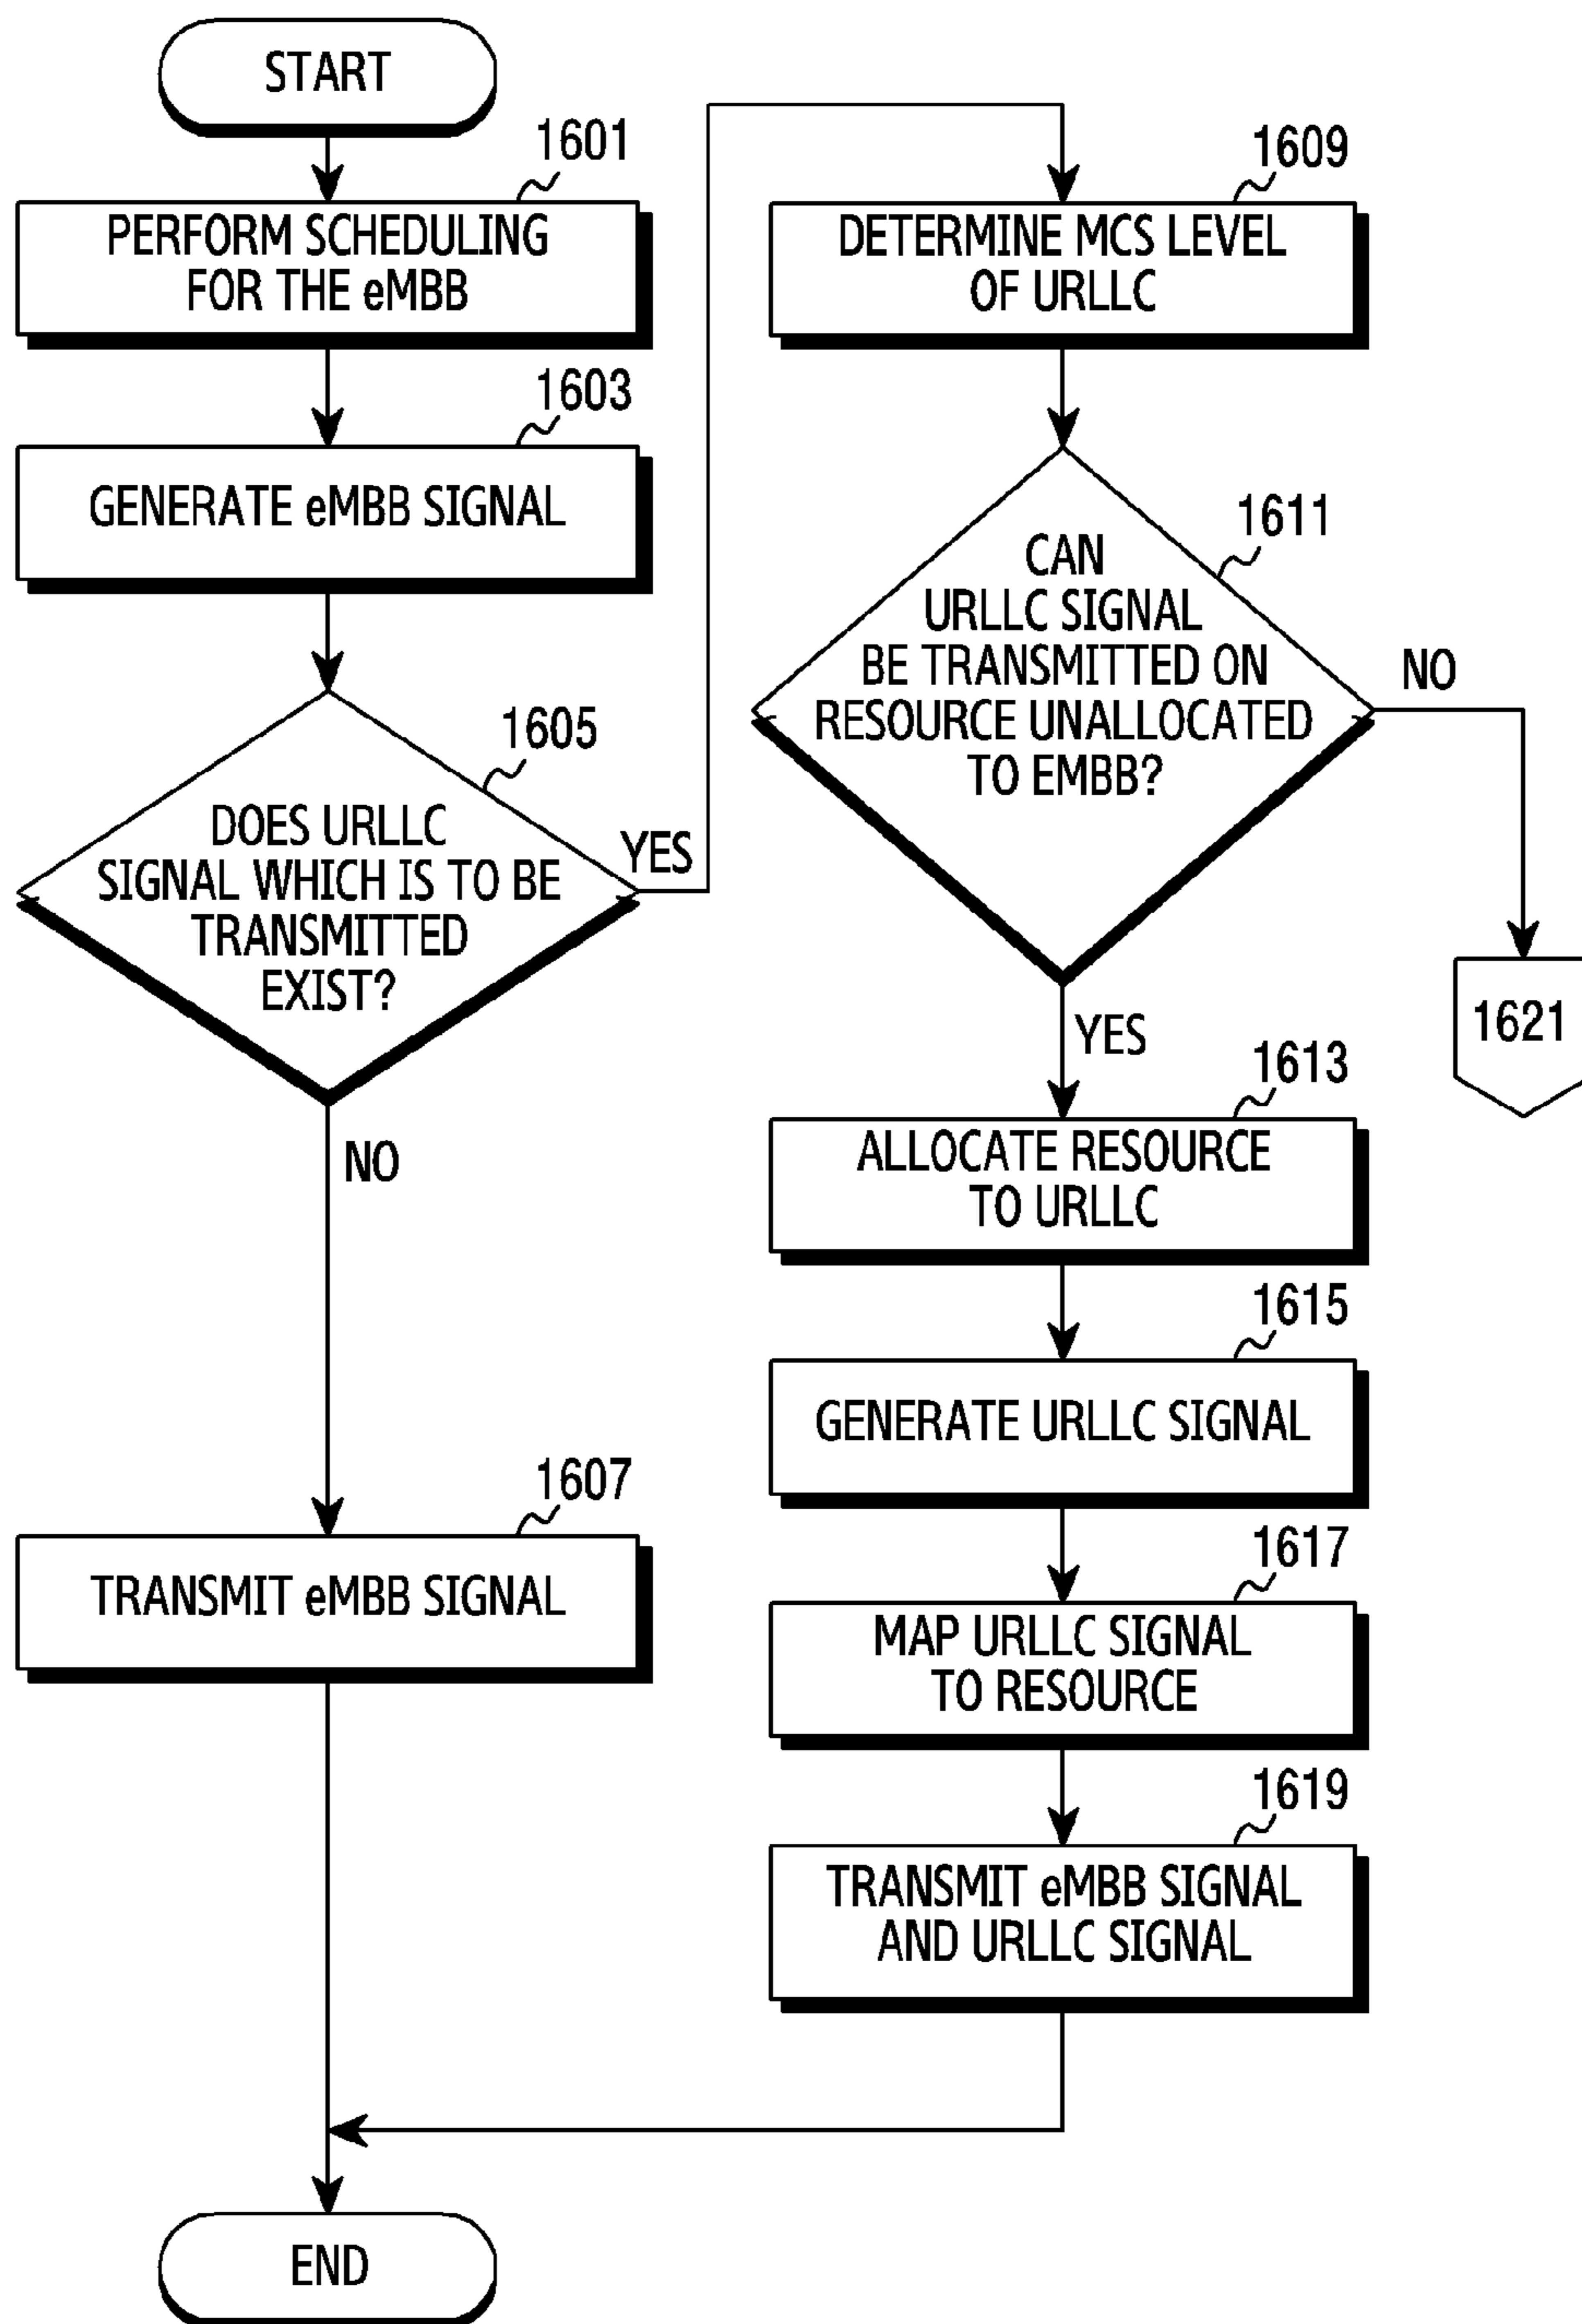 START
1601
PERFORM SCHEDULING
FOR THE eMBB
1603
GENERATE eMBB SIGNAL
1605
DOES URLLC
SIGNAL WHICH IS TO BE
TRANSMITTED
EXIST?
YES
NO
1607
TRANSMIT eMBB SIGNAL
1609
DETERMINE MCS LEVEL
OF URLLC
1611
CAN
URLLC SIGNAL
BE TRANSMITTED ON
RESOURCE UNALLOCATED
TO EMBB?
NO
1621
YES
1613
ALLOCATE RESOURCE
TO URLLC
1615
GENERATE URLLC SIGNAL
1617
MAP URLLC SIGNAL
TO RESOURCE
1619
TRANSMIT eMBB SIGNAL
AND URLLC SIGNAL
END